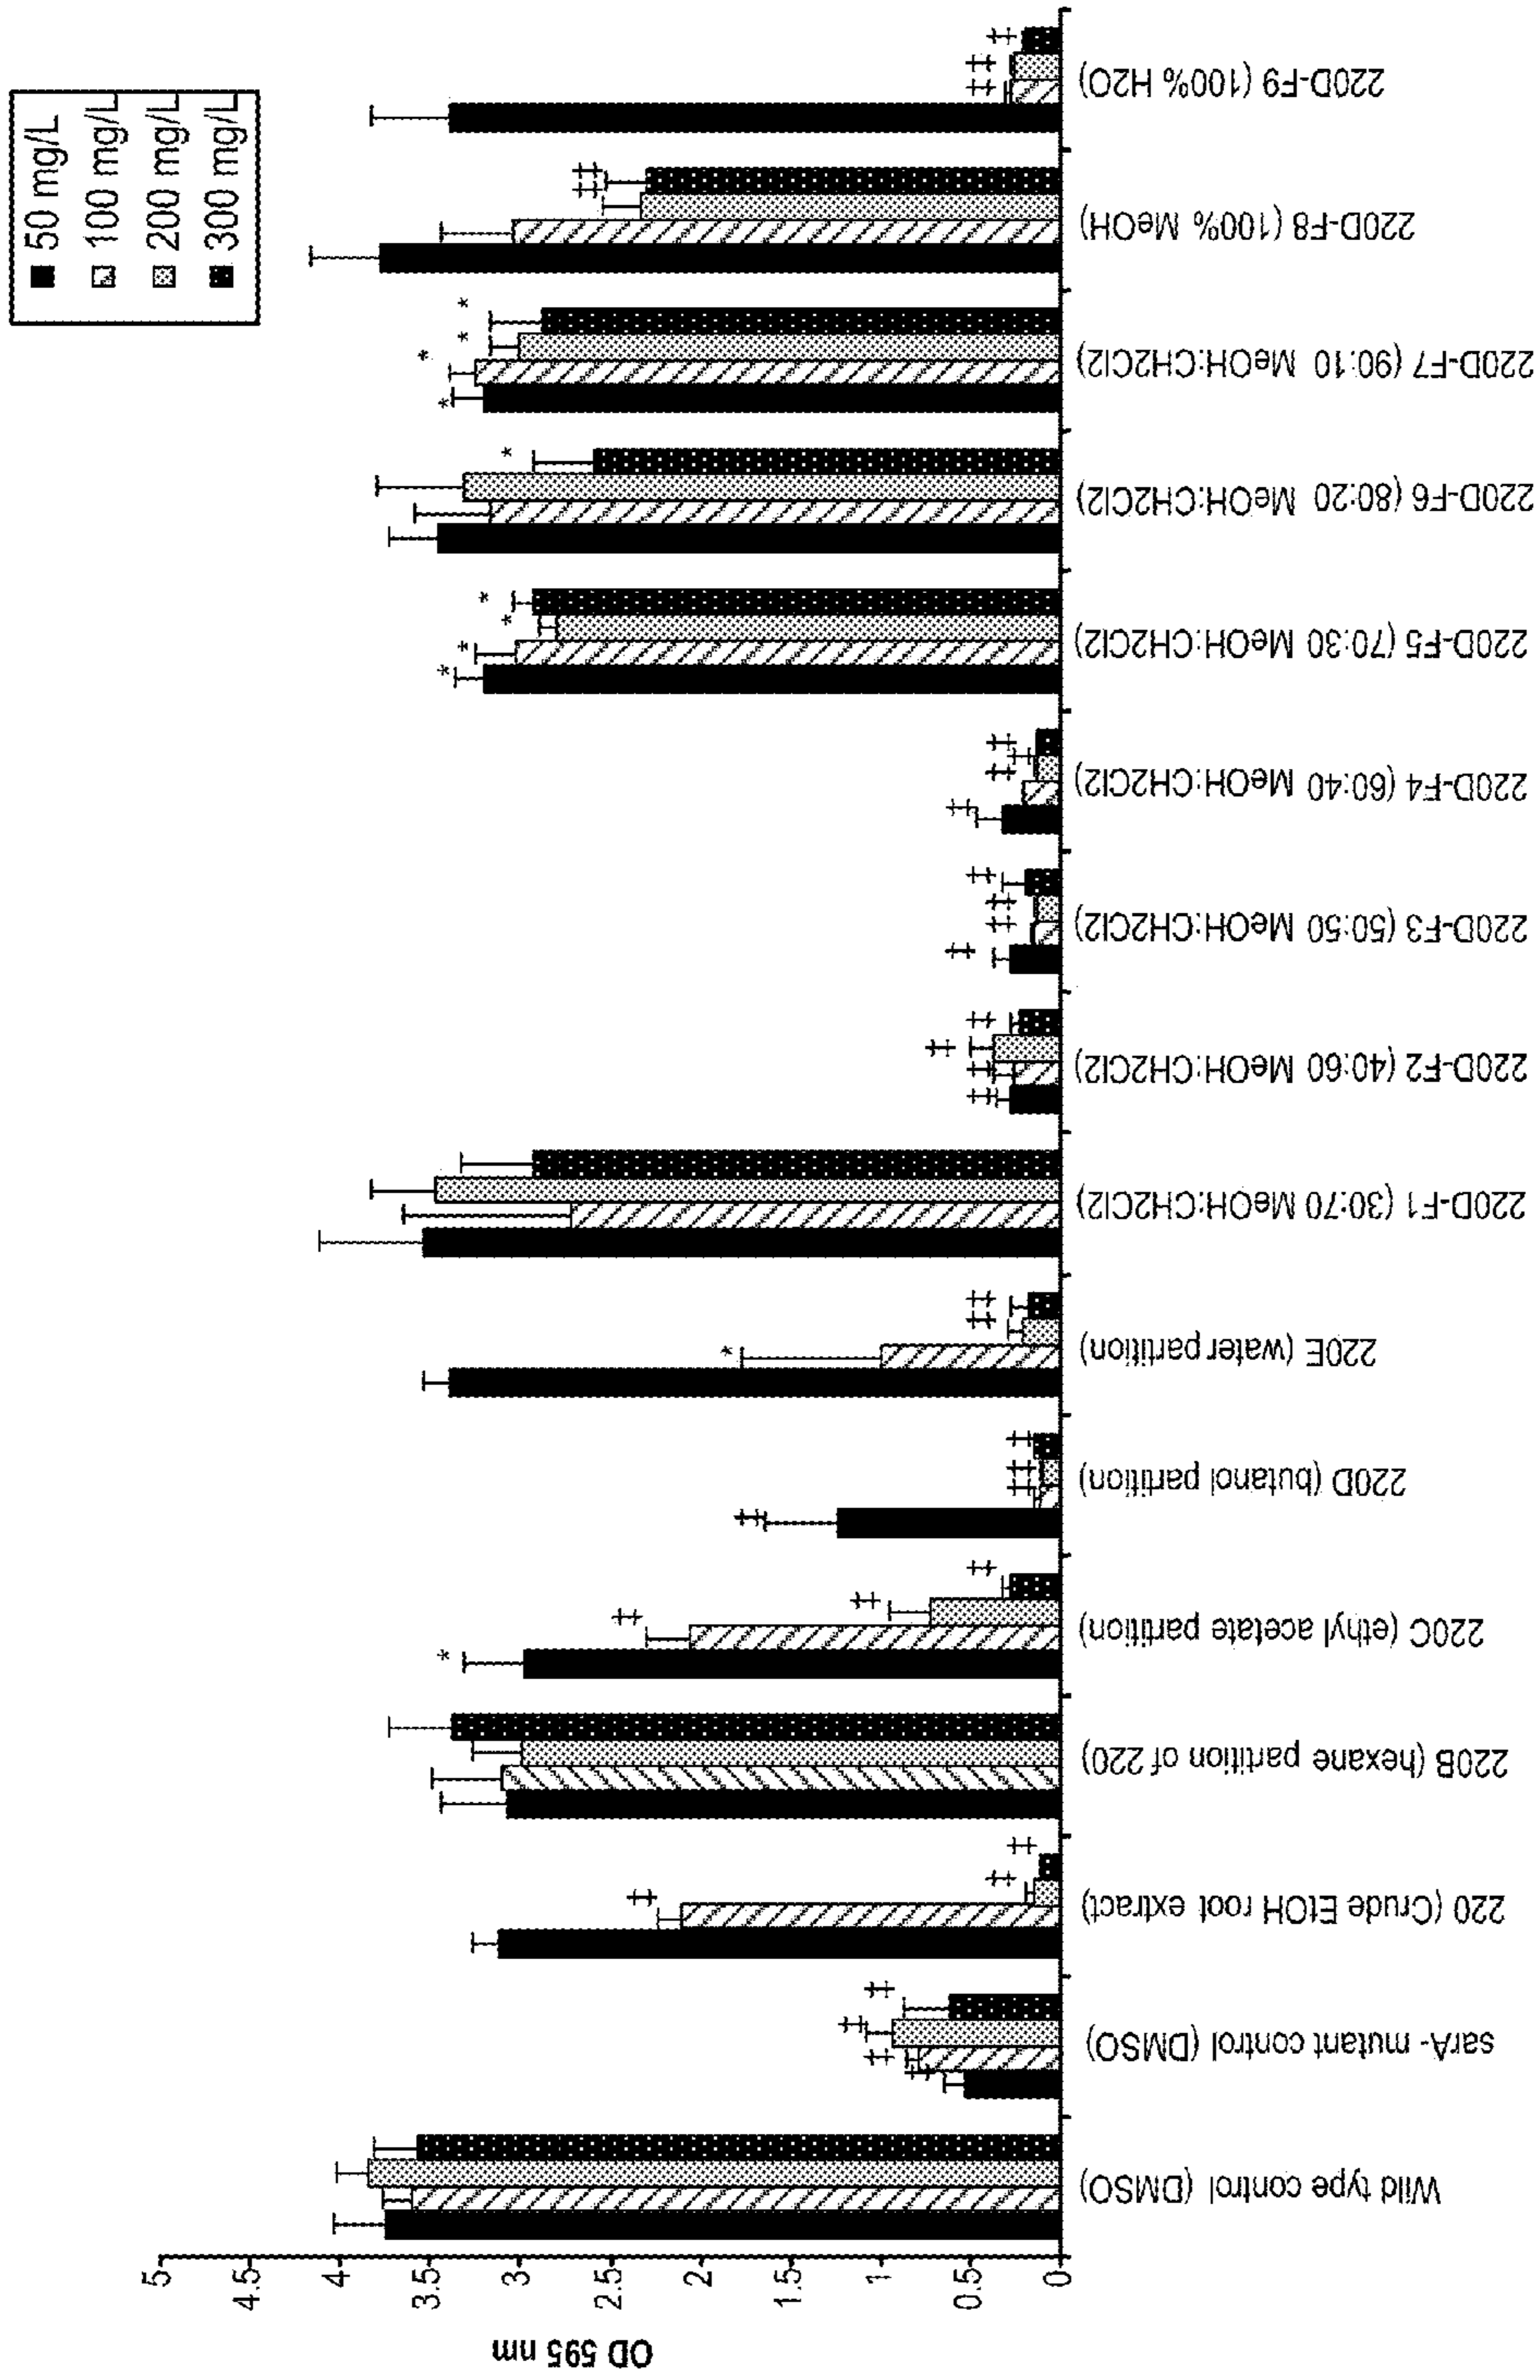 50 mg/L
100 mg/L
200 mg/L
300 mg/L
OD 595 nm
5
4.5
4
3.5
3
2.5
2
1.5
1
0.5
0
Wild type control (DMSO)
sarA- mutant control (DMSO)
220 (Crude EtOH root extract)
220B (hexane partition of 220)
220C (ethyl acetate partition)
220D (butanol partition)
220E (water partition)
220D-F1 (30:70 MeOH:CH2Cl2)
220D-F2 (40:60 MeOH:CH2Cl2)
220D-F3 (50:50 MeOH:CH2Cl2)
220D-F4 (60:40 MeOH:CH2Cl2)
220D-F5 (70:30 MeOH:CH2Cl2)
220D-F6 (80:20 MeOH:CH2Cl2)
220D-F7 (90:10 MeOH:CH2Cl2)
220D-F8 (100% MeOH)
220D-F9 (100% H2O)